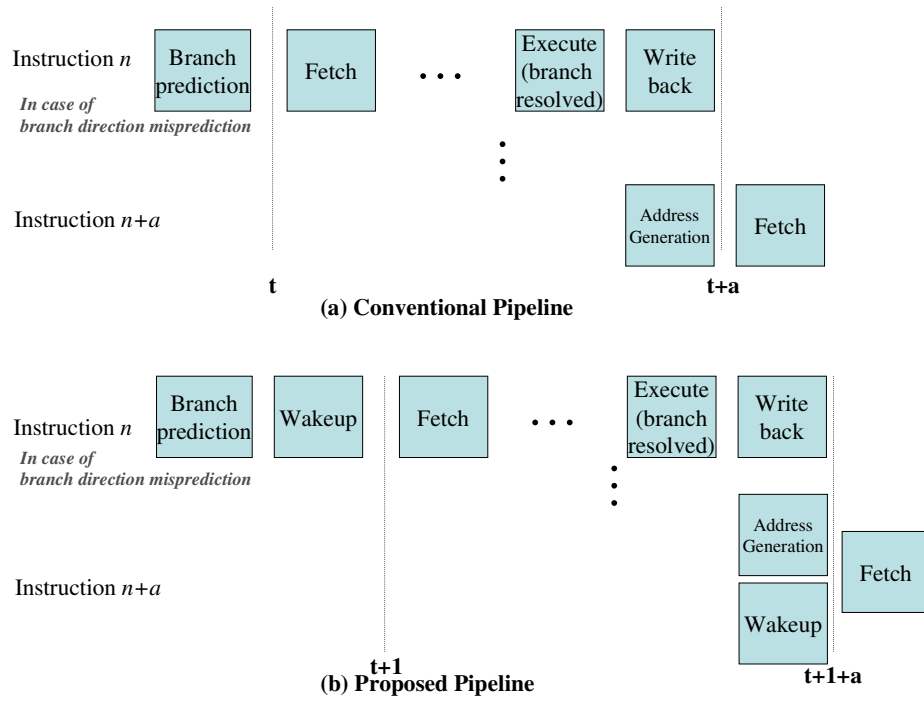 Instruction n
Branch
prediction
Fetch
. . .
Execute
(branch
resolved)
Write
back
In case of
branch direction misprediction
Instruction n+a
Address
Generation
Fetch
t
t+a
(a) Conventional Pipeline
Instruction n
Branch
prediction
Wakeup
Fetch
. . .
Execute
(branch
resolved)
Write
back
In case of
branch direction misprediction
Instruction n+a
Address
Generation
Wakeup
Fetch
t+1
t+1+a
(b) Proposed Pipeline